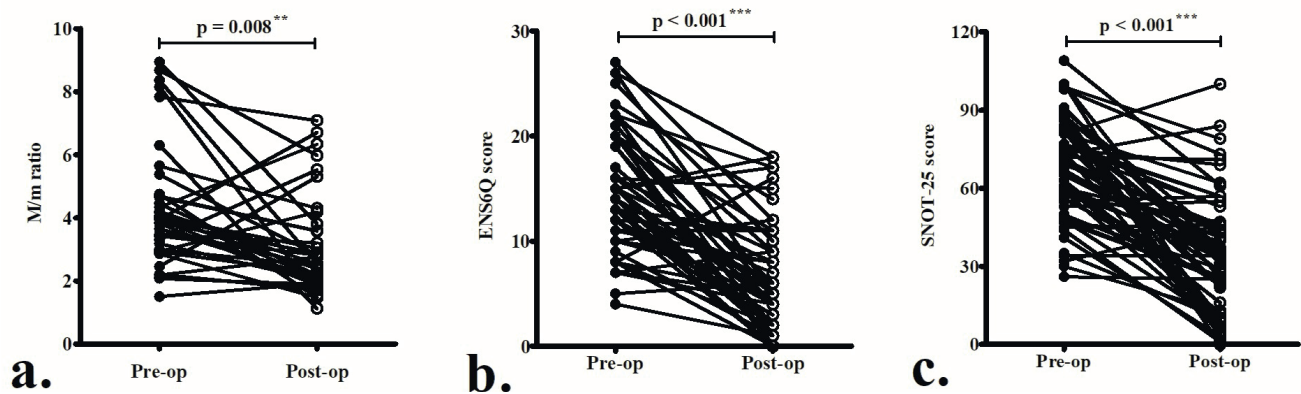 p = 0.008**
10
8
6
4
2
0
M/m ratio
Pre-op
Post-op
a.
p < 0.001***
30
20
10
0
ENS6Q score
Pre-op
Post-op
b.
p < 0.001***
120
90
60
30
0
SNOT-25 score
Pre-op
Post-op
c.